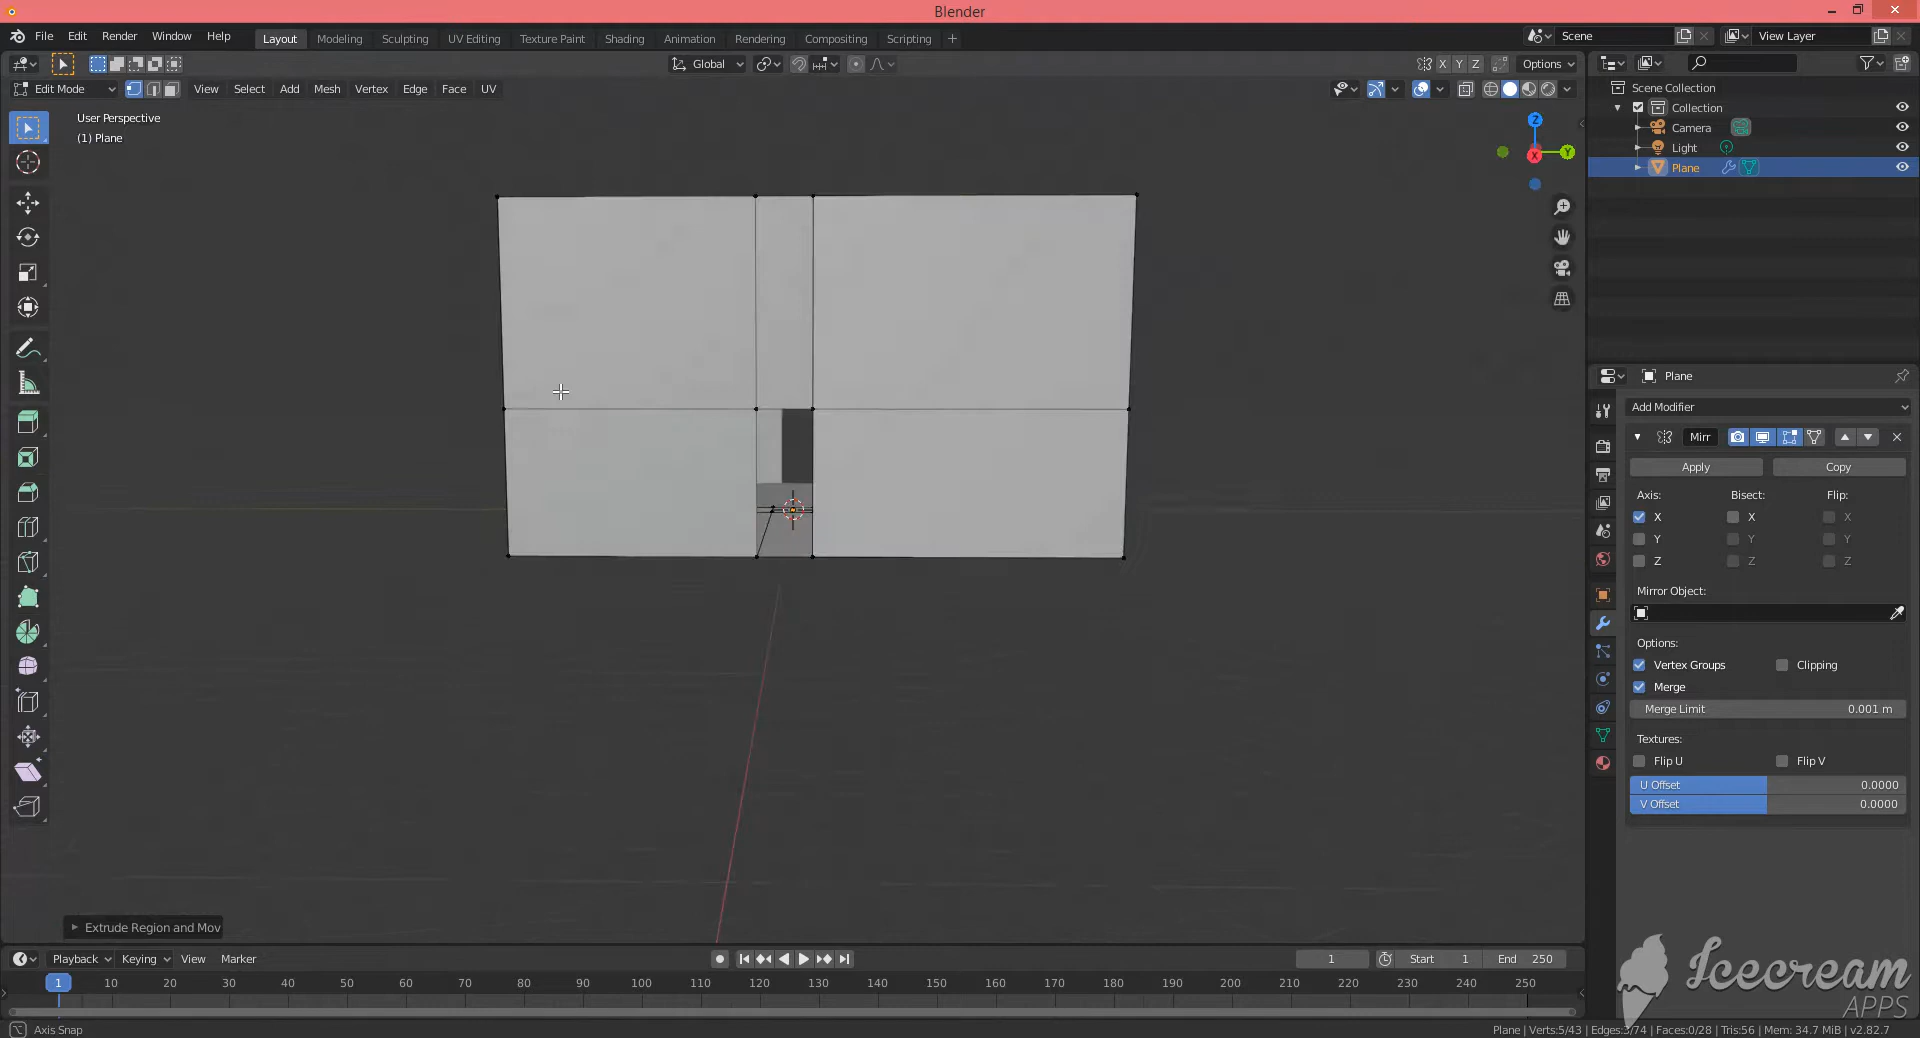 Blender
File Edit Render Window Help Layout Modeling Sculpting UV Editing Texture Paint Shading Animation Rendering Compositing Scripting + Scene View Layer
Global X Y Z Options
Edit Mode View Select Add Mesh Vertex Edge Face UV
Scene Collection
Collection
Camera
Light
Plane
User Perspective
(1) Plane
Z
Y
X
Plane
Add Modifier
Mirr
Apply Copy
Axis: Bisect: Flip:
X X X
Y Y Y
Z Z Z
Mirror Object:
Options:
Vertex Groups Clipping
Merge
Merge Limit 0.001 m
Textures:
Flip U Flip V
U Offset 0.0000
V Offset 0.0000
Extrude Region and Mov
Playback Keying View Marker 1 Start 1 End 250
1 10 20 30 40 50 60 70 80 90 100 110 120 130 140 150 160 170 180 190 200 210 220 230 240 250
Axis Snap
Plane | Verts:5/43 | Edges:3/74 | Faces:0/28 | Tris:56 | Mem: 34.7 MiB | v2.82.7
Icecream
APPS